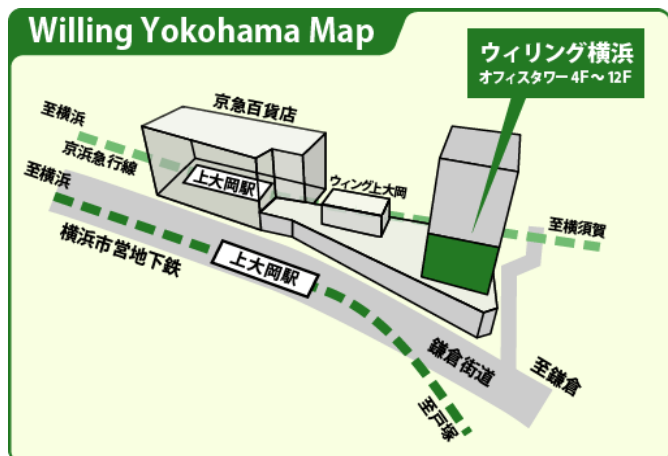 Willing Yokohama Map
ウィリング横浜
オフィスタワー4F〜12F
京急百貨店
至横浜
京浜急行線
上大岡駅
ウィング上大岡
至横浜
至横須賀
横浜市営地下鉄
上大岡駅
鎌倉街道
至鎌倉
至戸塚